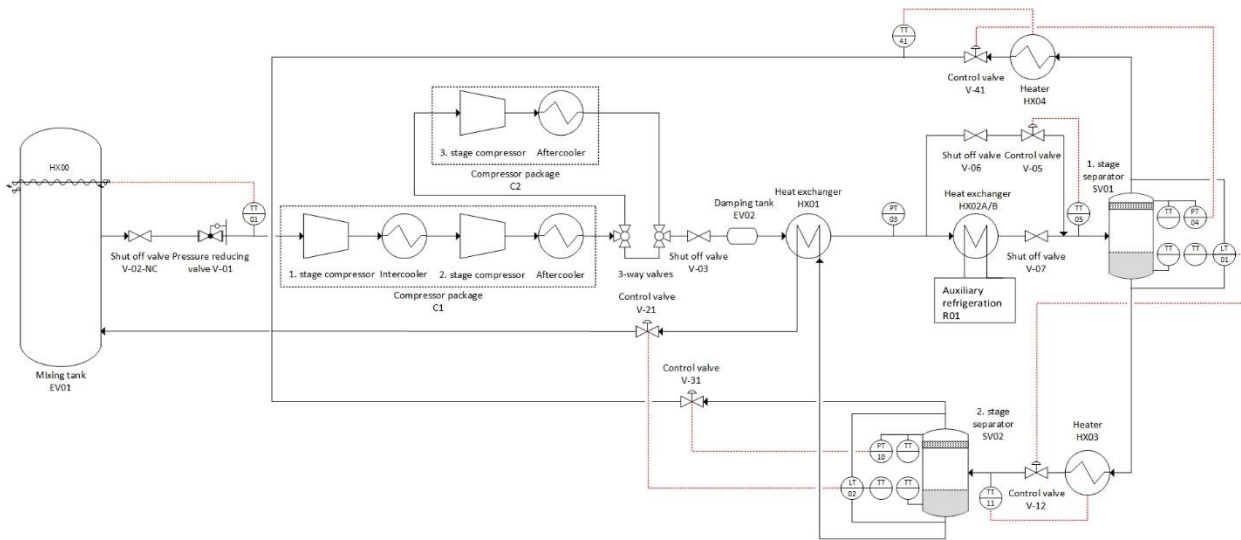 TT
41
Control valve
V-41
Heater
HX04
3. stage compressor
Aftercooler
Compressor package
C2
Shut off valve
V-06
Control valve
V-05
1. stage
separator
SV01
HX00
TT
01
Heat exchanger
HX01
Damping tank
EV02
PT
03
Heat exchanger
HX02A/B
TT
05
TT
PT
04
TT
TT
LT
01
Shut off valve
V-02-NC
Pressure reducing
valve V-01
1. stage compressor
Intercooler
2. stage compressor
Aftercooler
Compressor package
C1
3-way valves
Shut off valve
V-03
Shut off valve
V-07
Auxiliary
refrigeration
R01
Control valve
V-21
Mixing tank
EV01
Control valve
V-31
2. stage
separator
SV02
Heater
HX03
PT
10
TT
LT
02
TT
TT
TT
11
Control valve
V-12